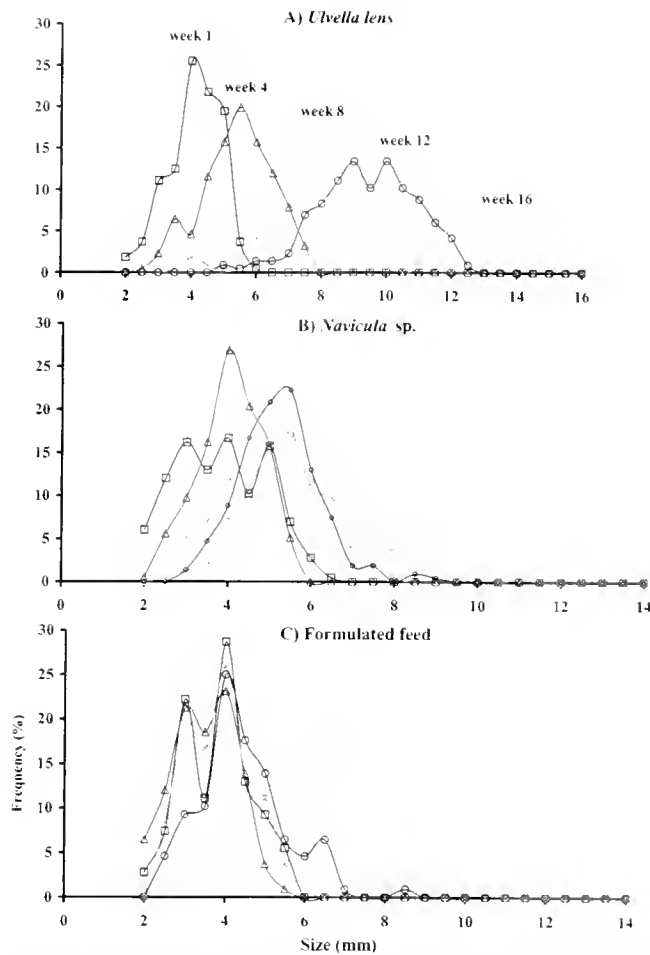 A) Ulvella lens
30
25
20
15
10
5
0
week 1
week 4
week 8
week 12
week 16
0 2 4 6 8 10 12 14 16
B) Navicula sp.
30
25
20
15
10
5
0
0 2 4 6 8 10 12 14
C) Formulated feed
30
25
20
15
10
5
0
Frequency (%)
0 2 4 6 8 10 12 14
Size (mm)